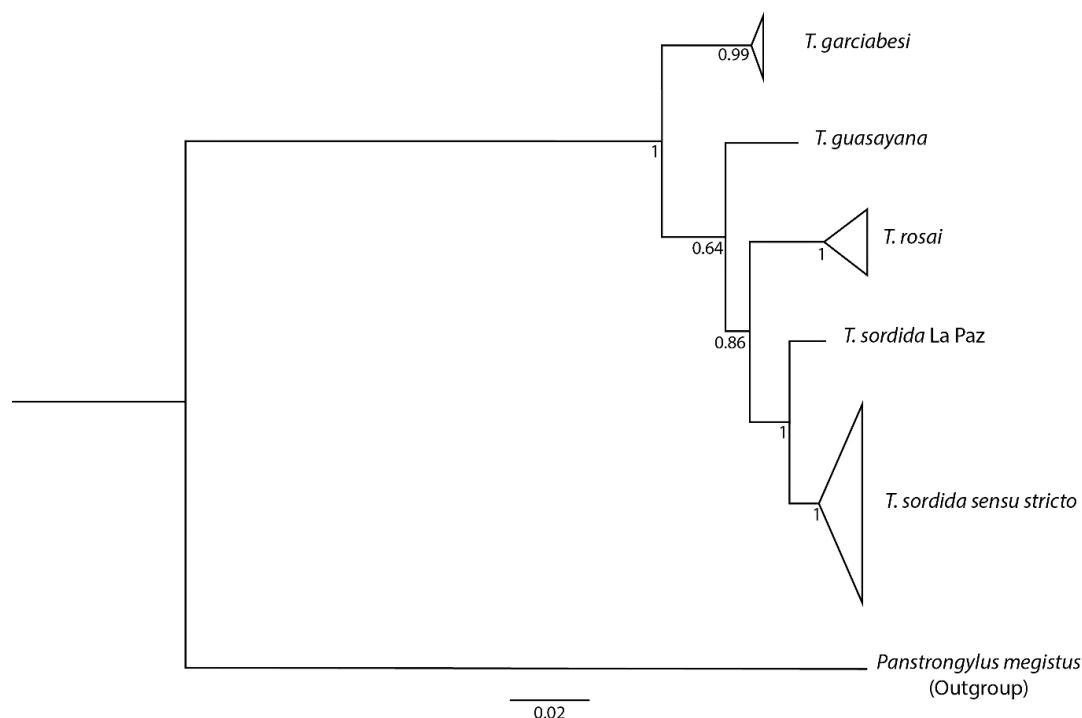 T. garciabesi
0.99
T. guasayana
1
T. rosai
0.64
1
T. sordida La Paz
0.86
1
T. sordida sensu stricto
1
Panstrongylus megistus
(Outgroup)
0.02